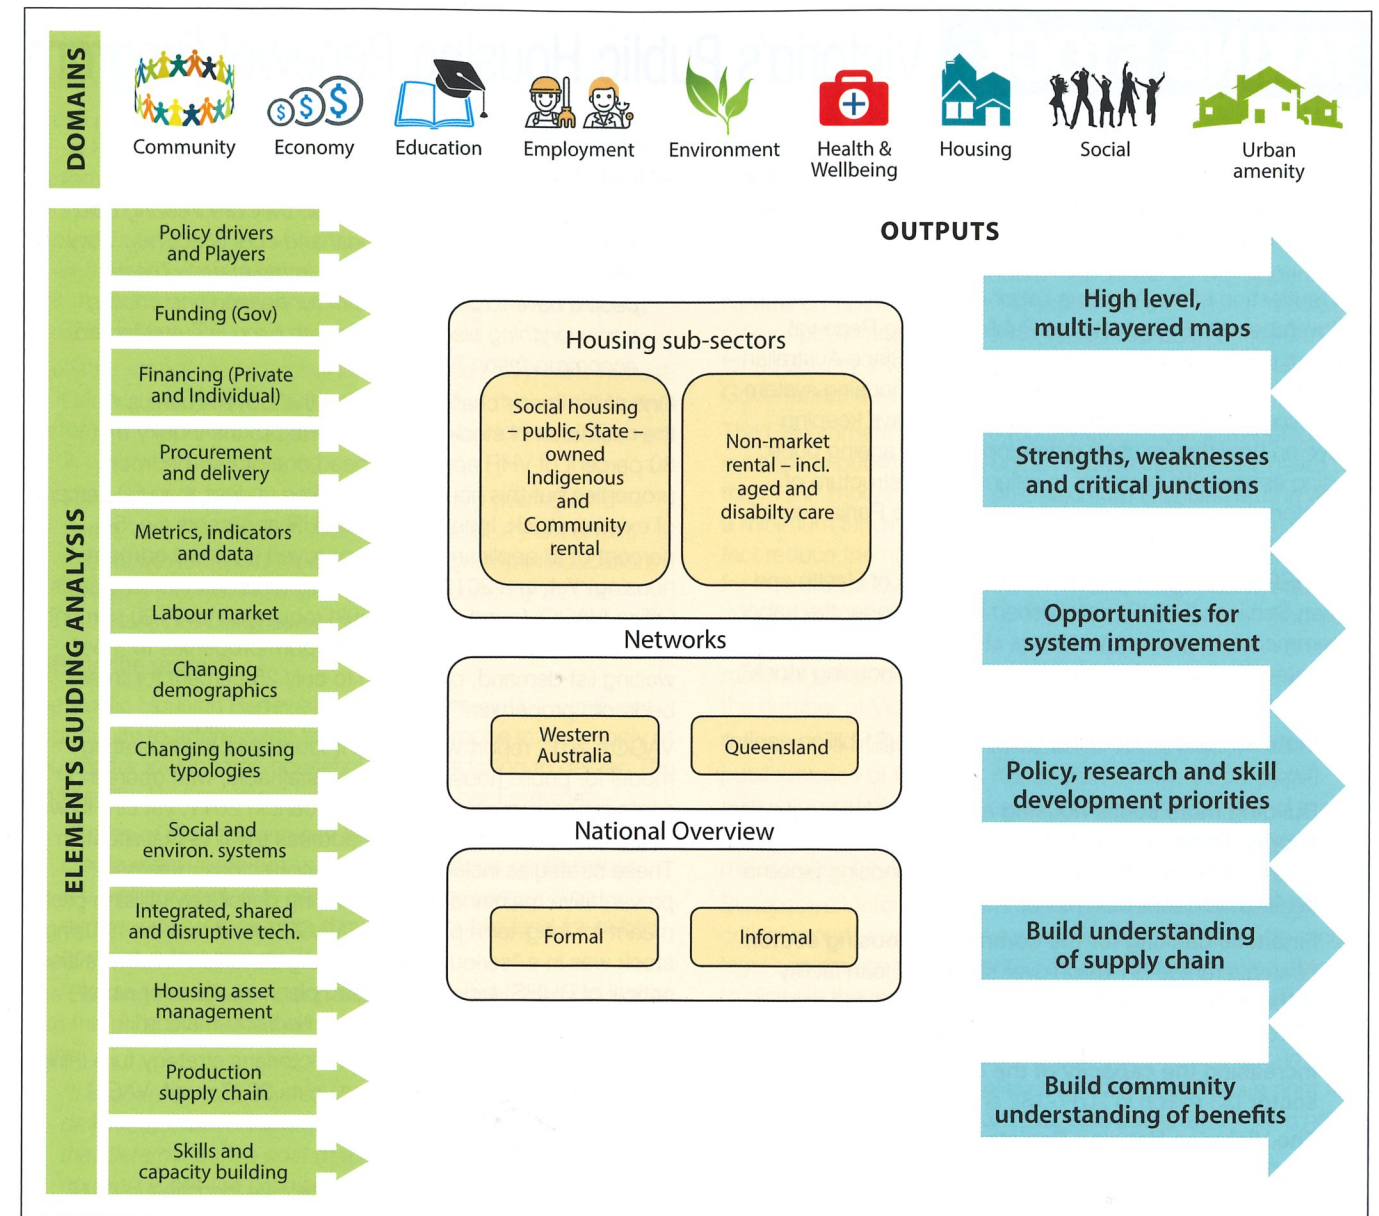 DOMAINS
Community
Economy
Education
Employment
Environment
Health &
Wellbeing
Housing
Social
Urban
amenity
ELEMENTS GUIDING ANALYSIS
Policy drivers
and Players
Funding (Gov)
Financing (Private
and Individual)
Procurement
and delivery
Metrics, indicators
and data
Labour market
Changing
demographics
Changing housing
typologies
Social and
environ. systems
Integrated, shared
and disruptive tech.
Housing asset
management
Production
supply chain
Skills and
capacity building
Housing sub-sectors
Social housing
– public, State –
owned
Indigenous
and
Community
rental
Non-market
rental – incl.
aged and
disabilty care
Networks
Western
Australia
Queensland
National Overview
Formal
Informal
OUTPUTS
High level,
multi-layered maps
Strengths, weaknesses
and critical junctions
Opportunities for
system improvement
Policy, research and skill
development priorities
Build understanding
of supply chain
Build community
understanding of benefits